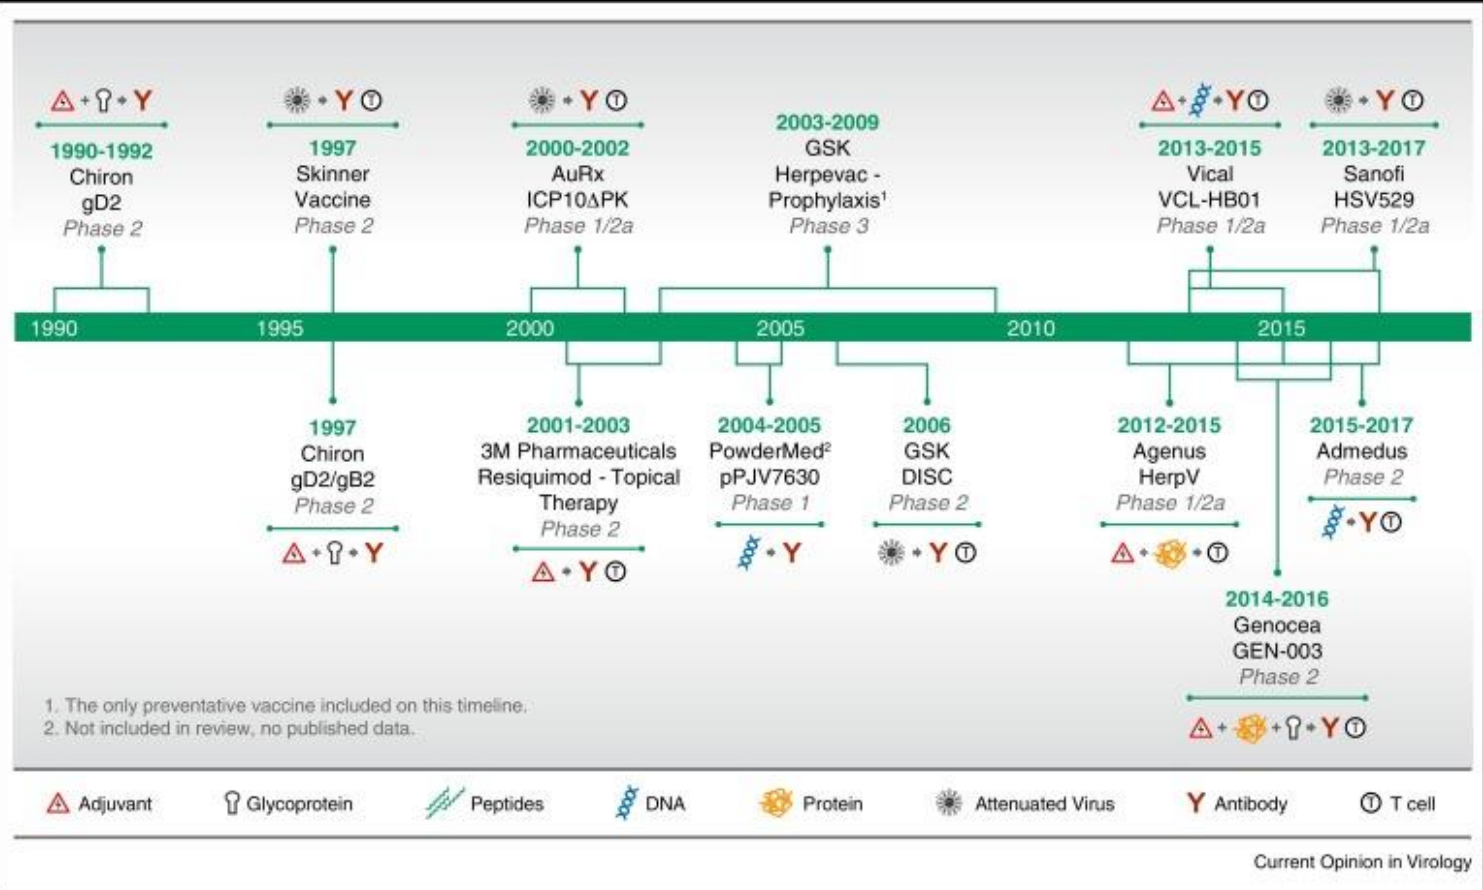 1990-1992
Chiron
gD2
Phase 2
1997
Skinner
Vaccine
Phase 2
2000-2002
AuRx
ICP10ΔPK
Phase 1/2a
2003-2009
GSK
Herpevac -
Prophylaxis¹
Phase 3
2013-2015
Vical
VCL-HB01
Phase 1/2a
2013-2017
Sanofi
HSV529
Phase 1/2a
1990 1995 2000 2005 2010 2015
1997
Chiron
gD2/gB2
Phase 2
2001-2003
3M Pharmaceuticals
Resiquimod - Topical
Therapy
Phase 2
2004-2005
PowderMed²
pPJV7630
Phase 1
2006
GSK
DISC
Phase 2
2012-2015
Agenus
HerpV
Phase 1/2a
2015-2017
Admedus
Phase 2
2014-2016
Genocea
GEN-003
Phase 2
1. The only preventative vaccine included on this timeline.
2. Not included in review, no published data.
Adjuvant Glycoprotein Peptides DNA Protein Attenuated Virus Antibody T cell
Current Opinion in Virology